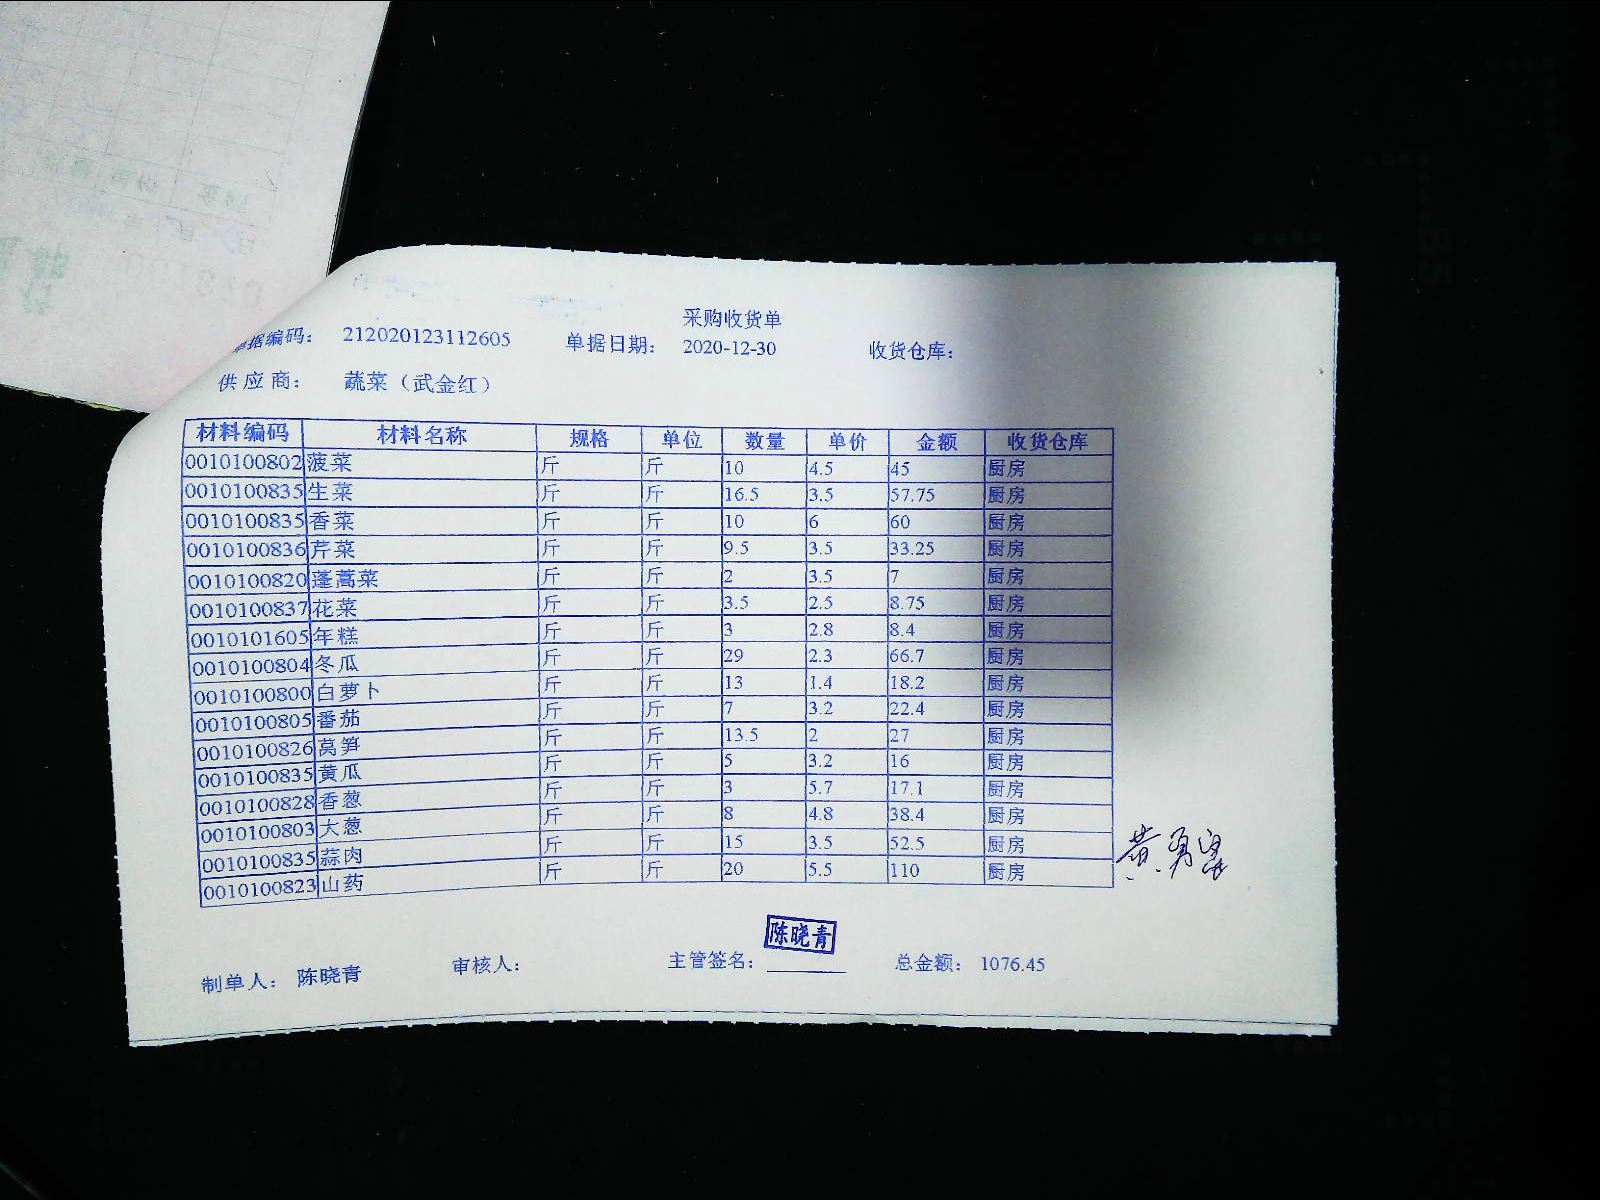 采购收货单
单据编码: 212020123112605 单据日期: 2020-12-30 收货仓库:
供应商: 蔬菜（武金红）
材料编码 材料名称 规格 单位 数量 单价 金额 收货仓库
0010100802 菠菜 斤 斤 10 4.5 45 厨房
0010100835 生菜 斤 斤 16.5 3.5 57.75 厨房
0010100835 香菜 斤 斤 10 6 60 厨房
0010100836 芹菜 斤 斤 9.5 3.5 33.25 厨房
0010100820 蓬蒿菜 斤 斤 2 3.5 7 厨房
0010100837 花菜 斤 斤 3.5 2.5 8.75 厨房
0010101605 年糕 斤 斤 3 2.8 8.4 厨房
0010100804 冬瓜 斤 斤 29 2.3 66.7 厨房
0010100800 白萝卜 斤 斤 13 1.4 18.2 厨房
0010100805 番茄 斤 斤 7 3.2 22.4 厨房
0010100826 莴笋 斤 斤 13.5 2 27 厨房
0010100835 黄瓜 斤 斤 5 3.2 16 厨房
0010100828 香葱 斤 斤 3 5.7 17.1 厨房
0010100803 大葱 斤 斤 8 4.8 38.4 厨房
0010100835 蒜肉 斤 斤 15 3.5 52.5 厨房
0010100823 山药 斤 斤 20 5.5 110 厨房
陈晓青
制单人: 陈晓青 审核人: 主管签名: 总金额: 1076.45